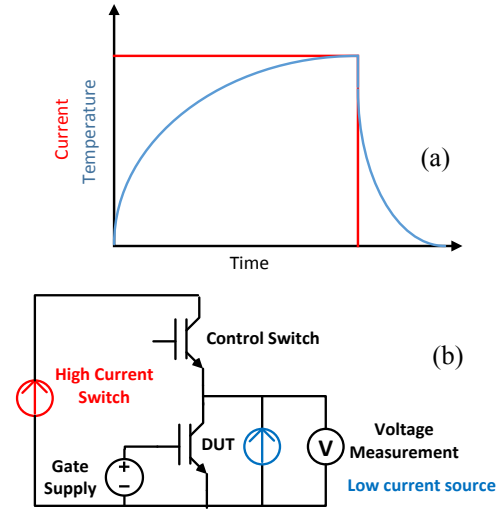 Current
Temperature
(a)
Time
(b)
Control Switch
High Current
Switch
DUT
Gate
Supply
+
−
V
Voltage
Measurement
Low current source